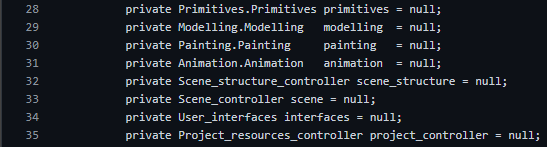 28 private Primitives.Primitives primitives = null;
29 private Modelling.Modelling   modelling  = null;
30 private Painting.Painting     painting   = null;
31 private Animation.Animation   animation  = null;
32 private Scene_structure_controller scene_structure = null;
33 private Scene_controller scene = null;
34 private User_interfaces interfaces = null;
35 private Project_resources_controller project_controller = null;